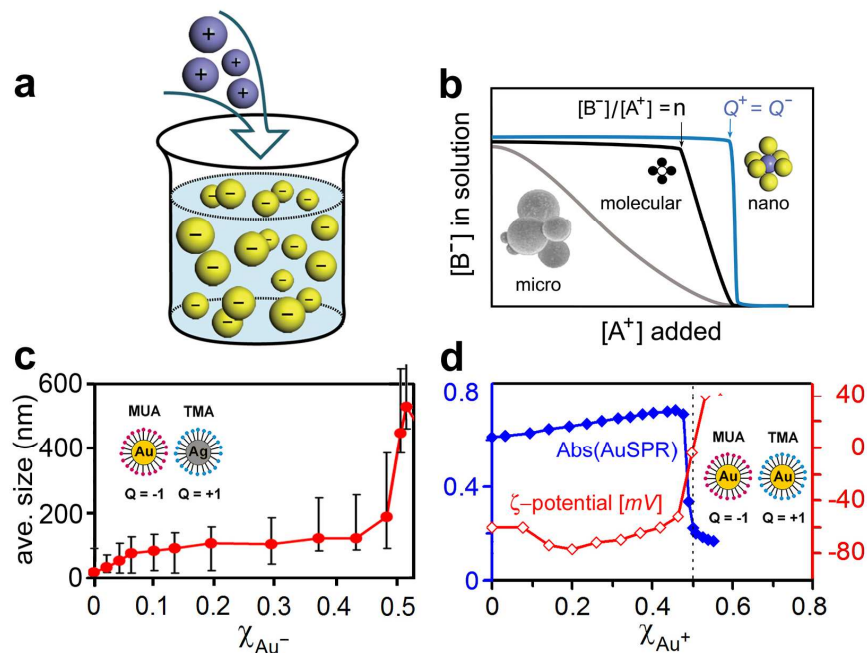 a
+
+
+
+
−
b
[B⁻]/[A⁺] = n
Q⁺ = Q⁻
molecular
nano
micro
[B⁻] in solution
[A⁺] added
c
600
400
200
0
ave. size (nm)
MUA TMA
Au Ag
Q = -1 Q = +1
0 0.1 0.2 0.3 0.4 0.5
χAu⁻
d
0.8
0.4
0
40
0
-40
-80
Abs(AuSPR)
ζ–potential [mV]
MUA TMA
Au Au
Q = -1 Q = +1
0 0.2 0.4 0.6 0.8
χAu⁺